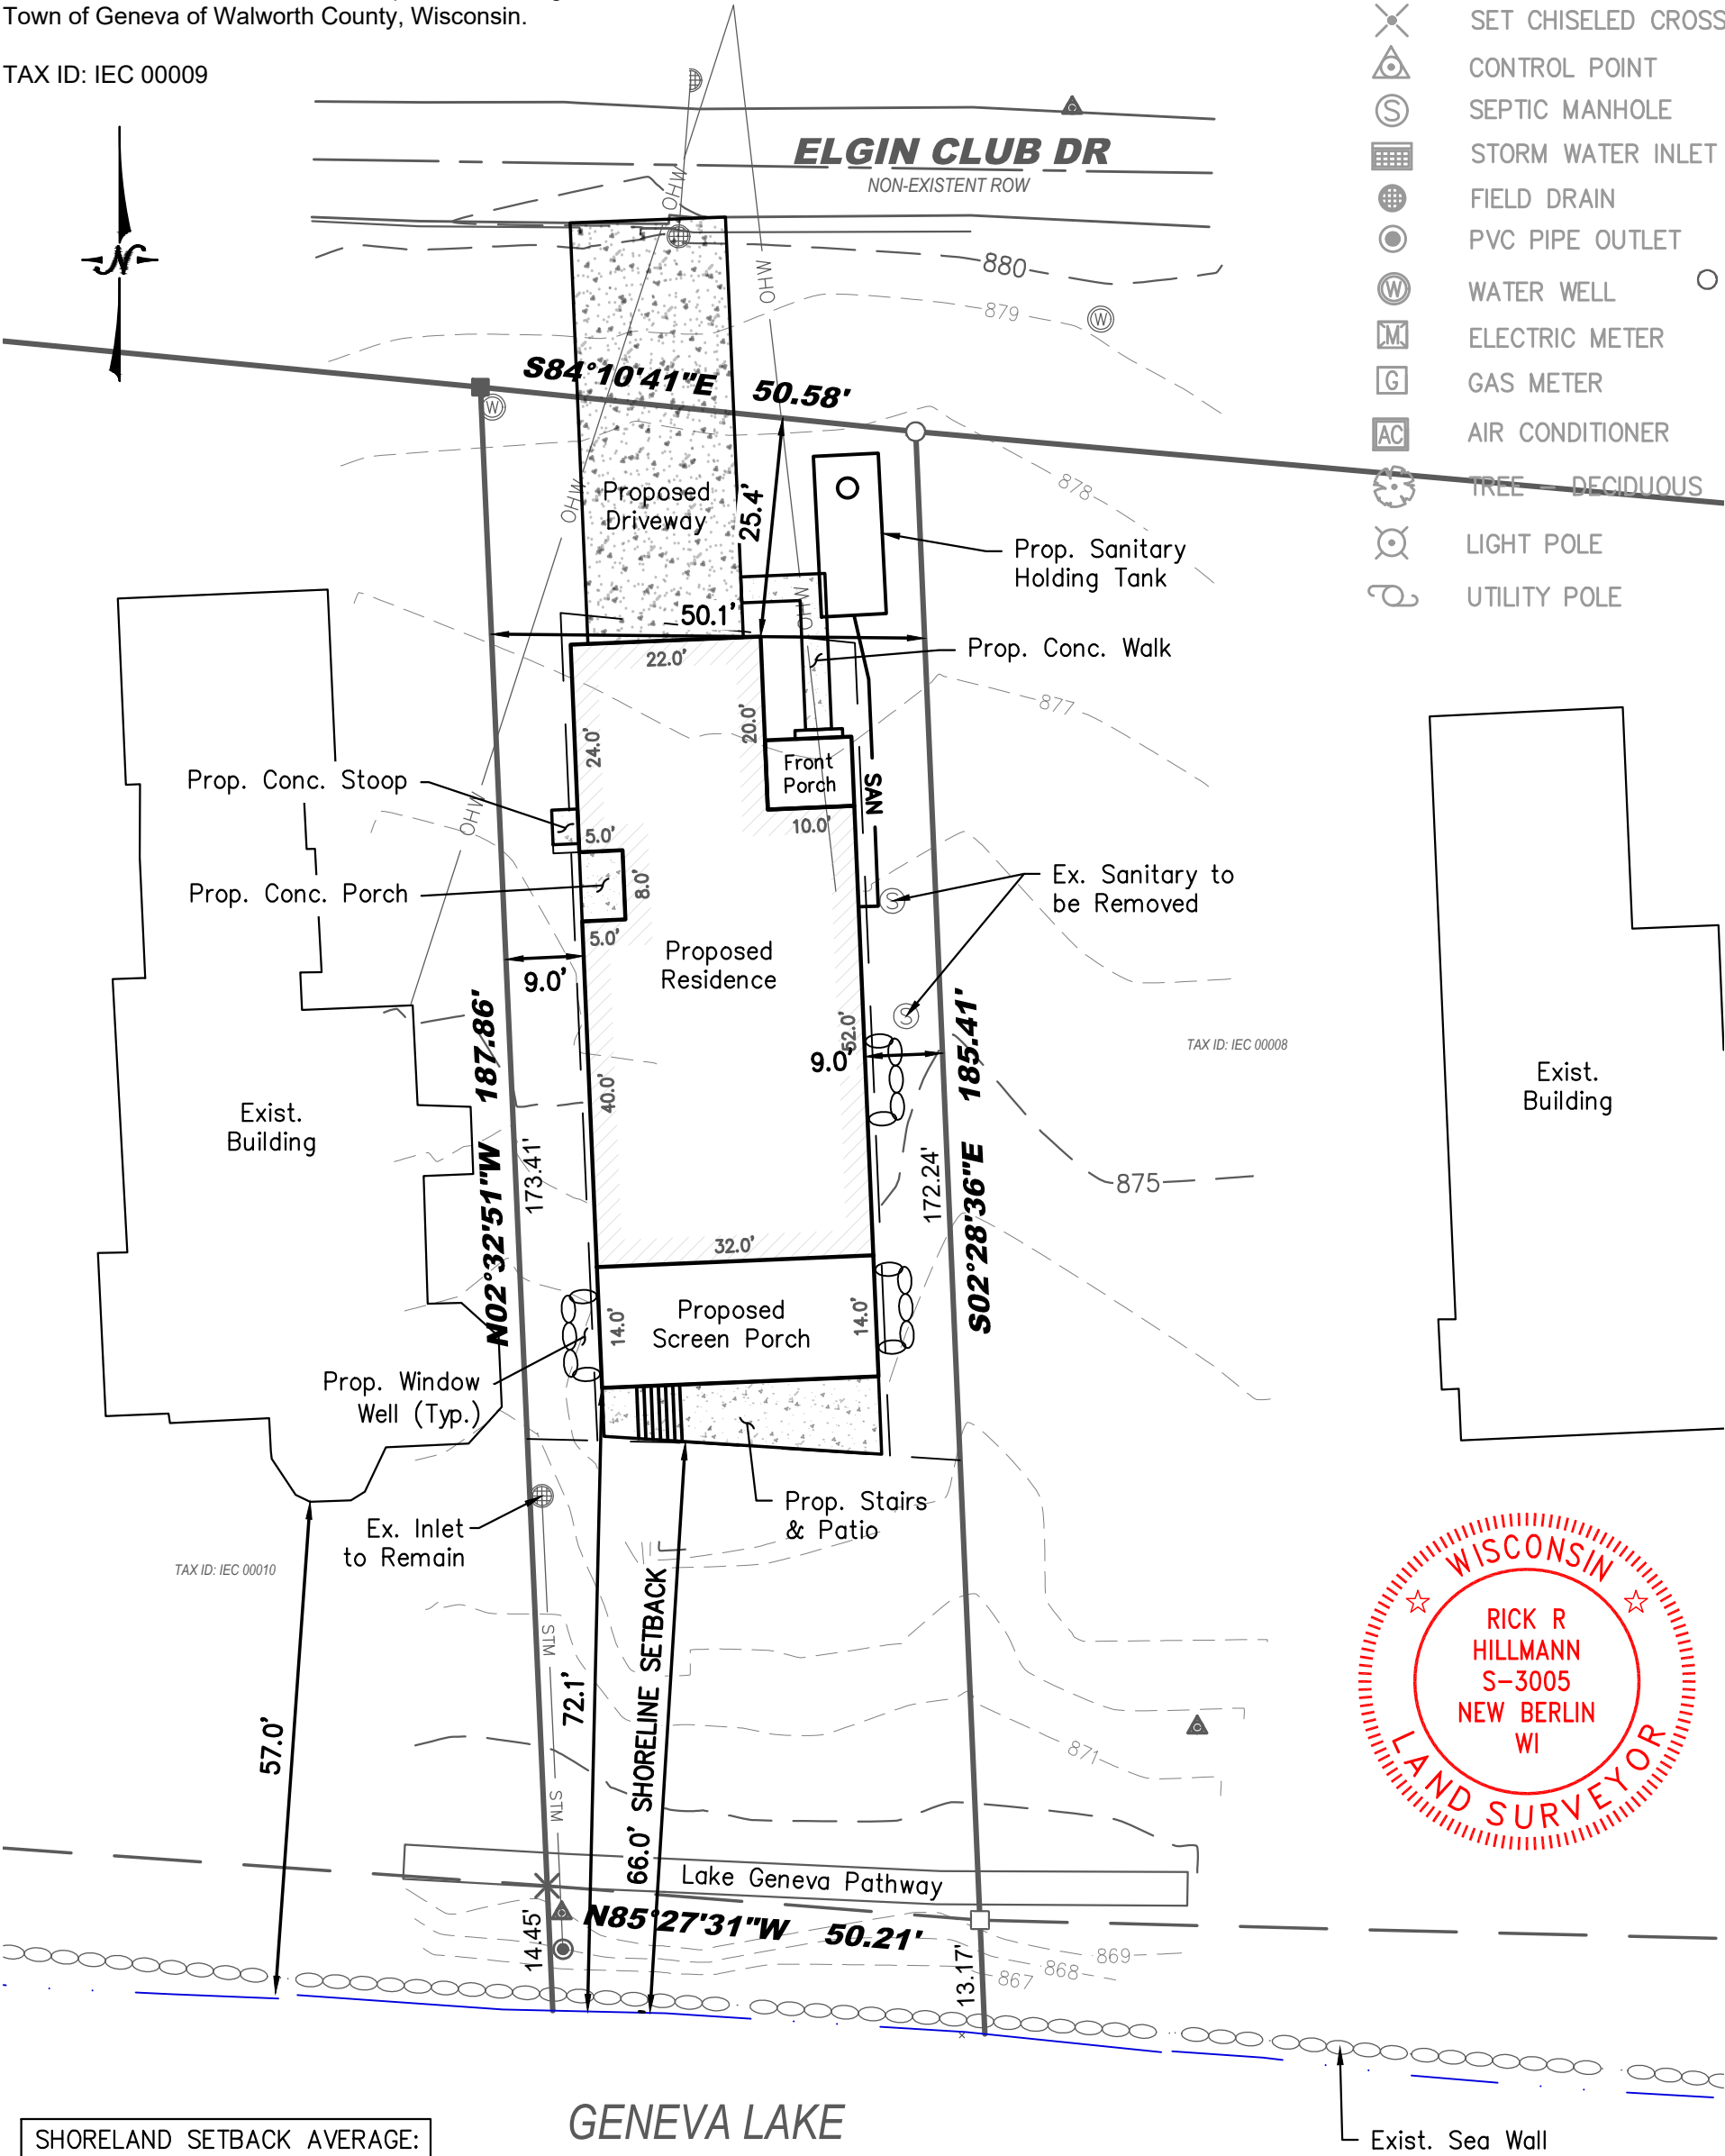 Town of Geneva of Walworth County, Wisconsin.
TAX ID: IEC 00009
SET CHISELED CROSS
CONTROL POINT
S SEPTIC MANHOLE
STORM WATER INLET
FIELD DRAIN
PVC PIPE OUTLET
W WATER WELL
M ELECTRIC METER
G GAS METER
AC AIR CONDITIONER
TREE - DECIDUOUS
LIGHT POLE
UTILITY POLE
N
C
ELGIN CLUB DR
NON-EXISTENT ROW
OHW
OHW
880
879
W
S84°10'41"E 50.58'
W
878
OHW
Proposed
Driveway
25.4'
Prop. Sanitary
Holding Tank
OHW
50.1'
22.0'
Prop. Conc. Walk
877
24.0'
20.0'
Front
Porch
SAN
Prop. Conc. Stoop
OHW
5.0'
10.0'
Prop. Conc. Porch
8.0'
Ex. Sanitary to
be Removed
S
5.0'
Proposed
Residence
9.0'
S
52.0'
9.0'
187.86'
185.41'
TAX ID: IEC 00008
Exist.
Building
Exist.
Building
40.0'
173.41'
172.24'
N02°32'51"W
S02°28'36"E
875
32.0'
14.0'
Proposed
Screen Porch
14.0'
Prop. Window
Well (Typ.)
Prop. Stairs
& Patio
Ex. Inlet
to Remain
TAX ID: IEC 00010
STM
72.1'
66.0' SHORELINE SETBACK
57.0'
STM
C
871
WISCONSIN
RICK R
HILLMANN
S-3005
NEW BERLIN
WI
LAND SURVEYOR
Lake Geneva Pathway
C
N85°27'31"W 50.21'
14.45'
13.17'
869
868
867
GENEVA LAKE
SHORELAND SETBACK AVERAGE:
Exist. Sea Wall